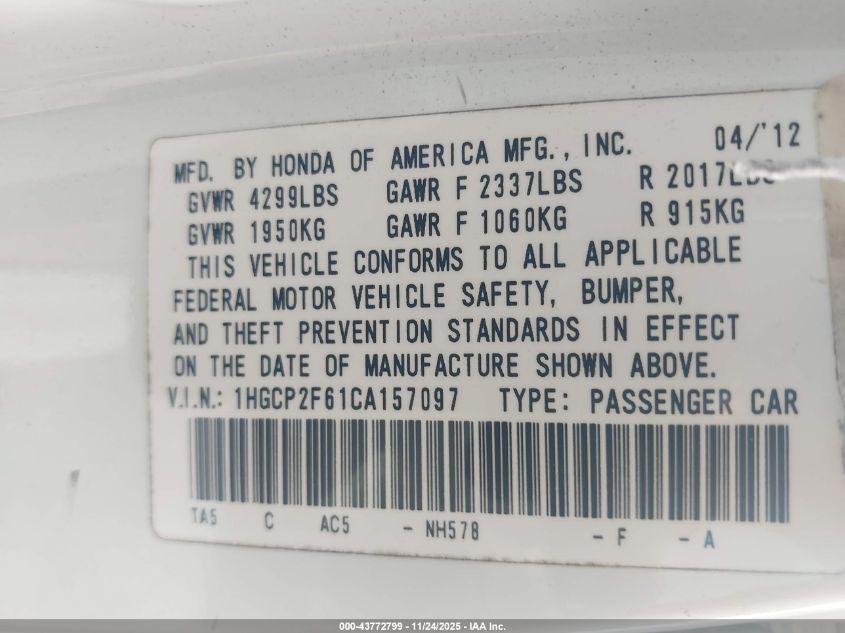 MFD. BY HONDA OF AMERICA MFG., INC. 04/'12
GVWR 4299LBS GAWR F 2337LBS R 2017LBS
GVWR 1950KG GAWR F 1060KG R 915KG
THIS VEHICLE CONFORMS TO ALL APPLICABLE
FEDERAL MOTOR VEHICLE SAFETY, BUMPER,
AND THEFT PREVENTION STANDARDS IN EFFECT
ON THE DATE OF MANUFACTURE SHOWN ABOVE.
V.I.N.: 1HGCP2F61CA157097 TYPE: PASSENGER CAR
TA5 C AC5 - NH578 - F - A
000-43772799 - 11/24/2025 - IAA Inc.